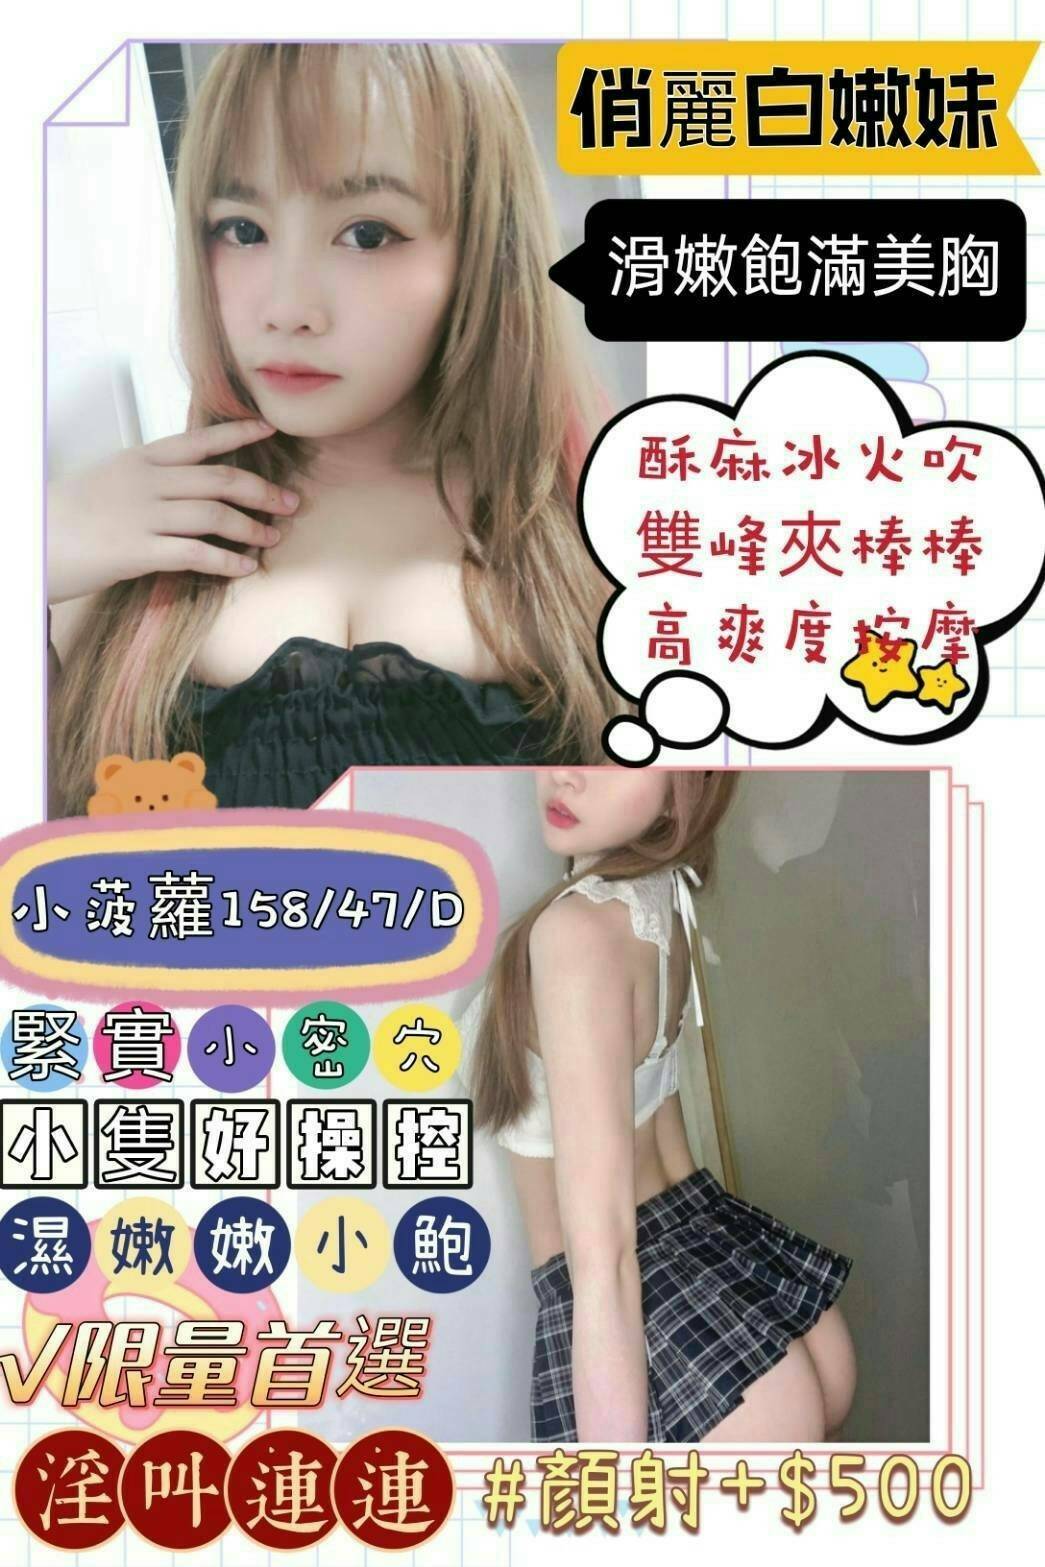 俏麗白嫩妹
滑嫩飽滿美胸
酥麻冰火吹
雙峰夾棒棒
高爽度按摩
小菠蘿158/47/D
緊實小密穴
小隻好操控
濕嫩嫩小鮑
√限量首選
淫叫連連
#顏射+$500